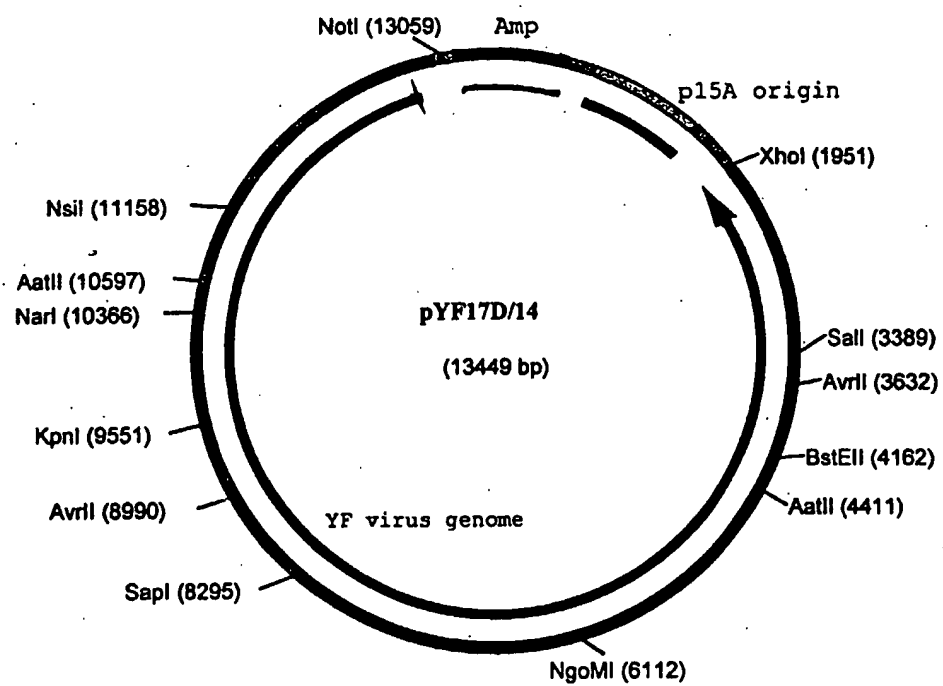 NotI (13059)
Amp
p15A origin
XhoI (1951)
NsiI (11158)
AatII (10597)
NarI (10366)
pYF17D/14
(13449 bp)
SalI (3389)
AvrII (3632)
KpnI (9551)
BstEII (4162)
AvrII (8990)
AatII (4411)
YF virus genome
SapI (8295)
NgoMI (6112)